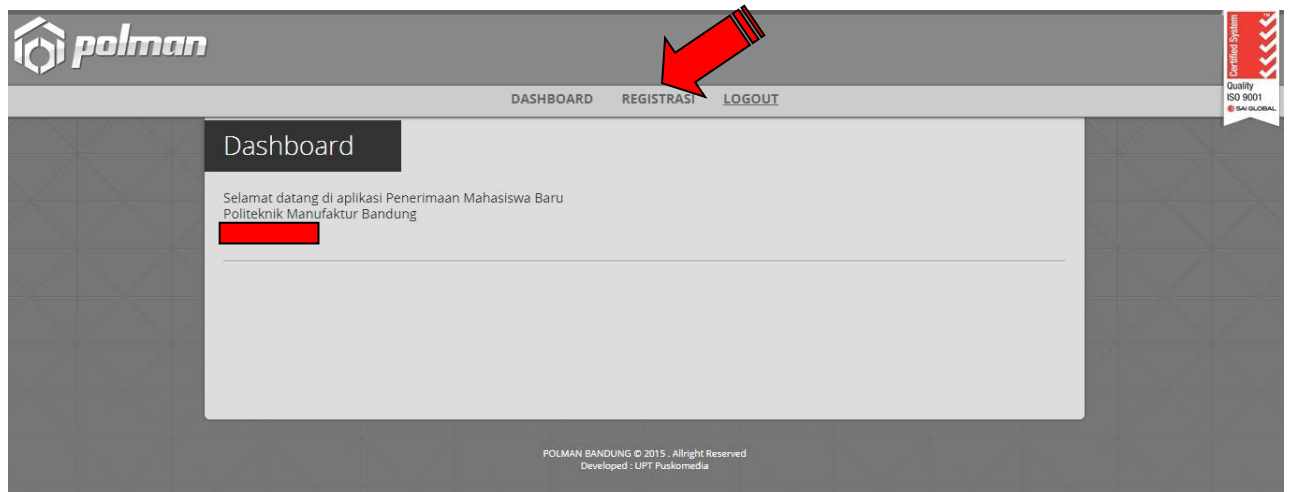 polman
Certified System
Quality
ISO 9001
SAI GLOBAL
DASHBOARD REGISTRASI LOGOUT
Dashboard
Selamat datang di aplikasi Penerimaan Mahasiswa Baru
Politeknik Manufaktur Bandung
POLMAN BANDUNG © 2015 . Allright Reserved
Developed : UPT Puskomedia